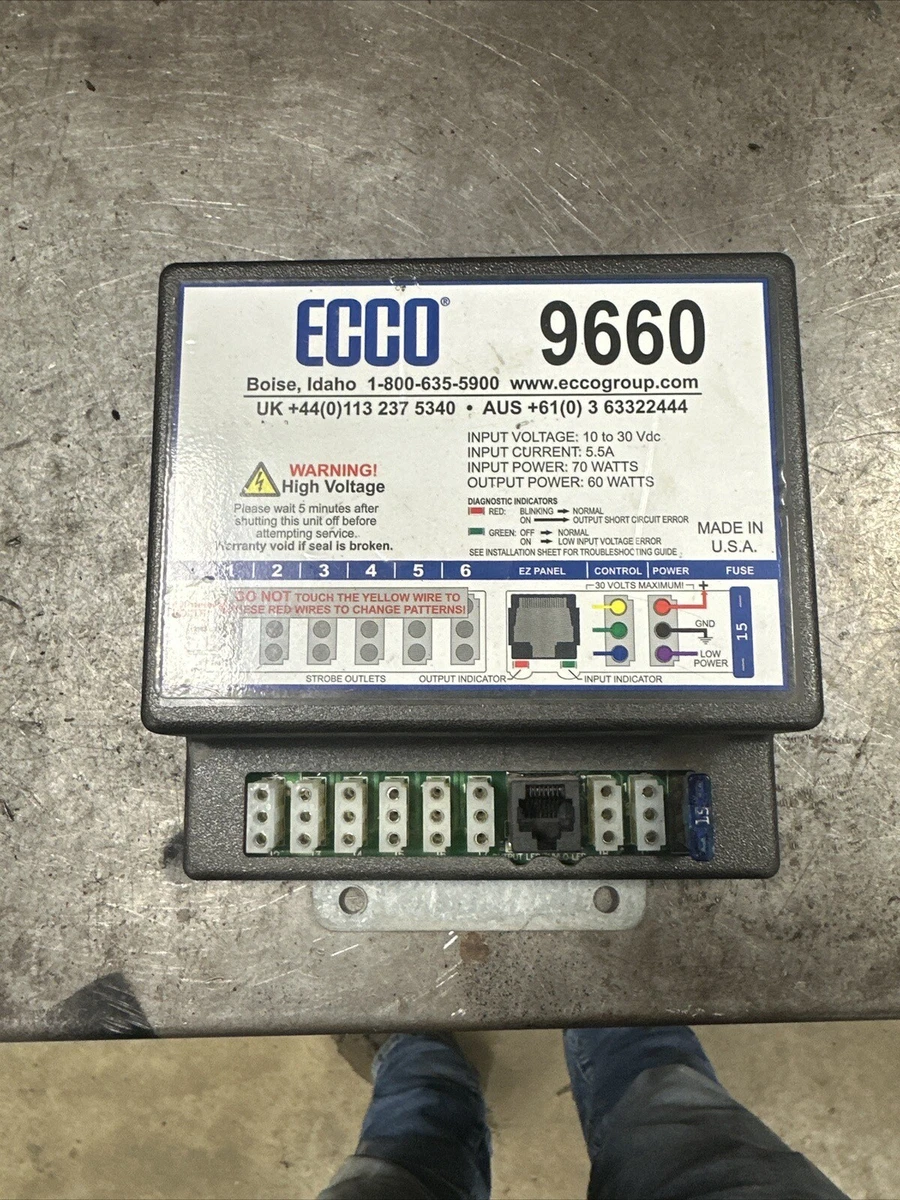 ECCO® 9660
Boise, Idaho 1-800-635-5900 www.eccogroup.com
UK +44(0)113 237 5340 • AUS +61(0) 3 63322444
INPUT VOLTAGE: 10 to 30 Vdc
INPUT CURRENT: 5.5A
INPUT POWER: 70 WATTS
OUTPUT POWER: 60 WATTS
WARNING!
High Voltage
Please wait 5 minutes after
shutting this unit off before
attempting service.
Warranty void if seal is broken.
DIAGNOSTIC INDICATORS
RED: BLINKING → NORMAL
ON → OUTPUT SHORT CIRCUIT ERROR
GREEN: OFF → NORMAL
ON → LOW INPUT VOLTAGE ERROR
SEE INSTALLATION SHEET FOR TROUBLESHOOTING GUIDE
MADE IN
U.S.A.
1 | 2 | 3 | 4 | 5 | 6 EZ PANEL | CONTROL | POWER FUSE
30 VOLTS MAXIMUM! +
DO NOT TOUCH THE YELLOW WIRE TO
THESE RED WIRES TO CHANGE PATTERNS!
GND
LOW
POWER
15
STROBE OUTLETS OUTPUT INDICATOR INPUT INDICATOR
15